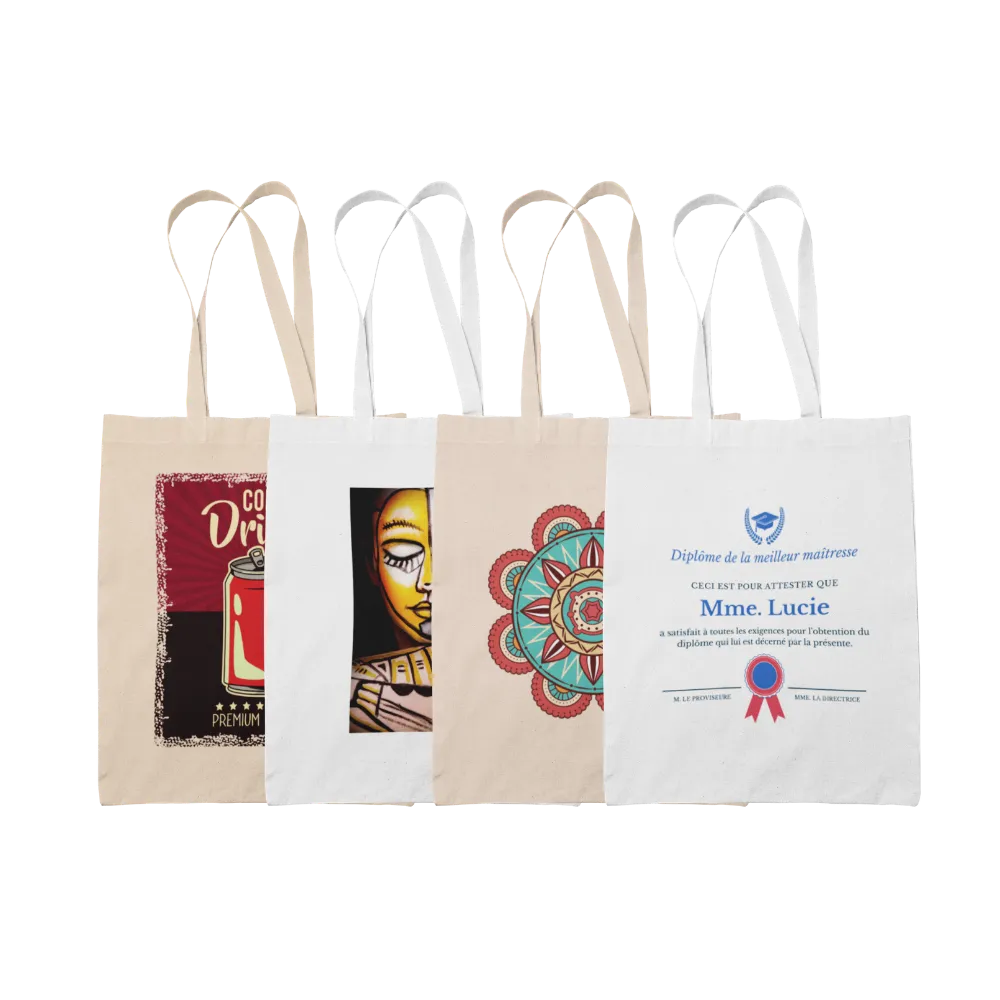 CO
Dri
PREMIUM
Diplôme de la meilleur maîtresse
CECI EST POUR ATTESTER QUE
Mme. Lucie
a satisfait à toutes les exigences pour l'obtention du
diplôme qui lui est décerné par la présente.
M. LE PROVISEURE MME. LA DIRECTRICE